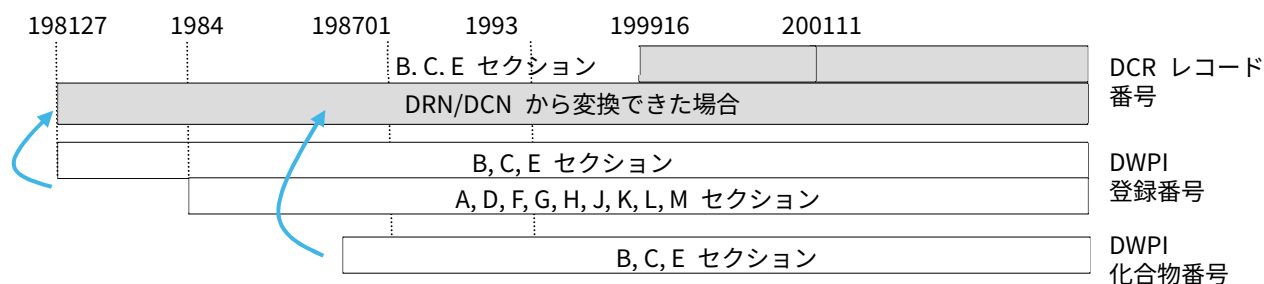 198127 1984 198701 1993 199916 200111
B. C. E セクション
DCR レコード
番号
DRN/DCN から変換できた場合
B, C, E セクション
DWPI
登録番号
A, D, F, G, H, J, K, L, M セクション
B, C, E セクション
DWPI
化合物番号